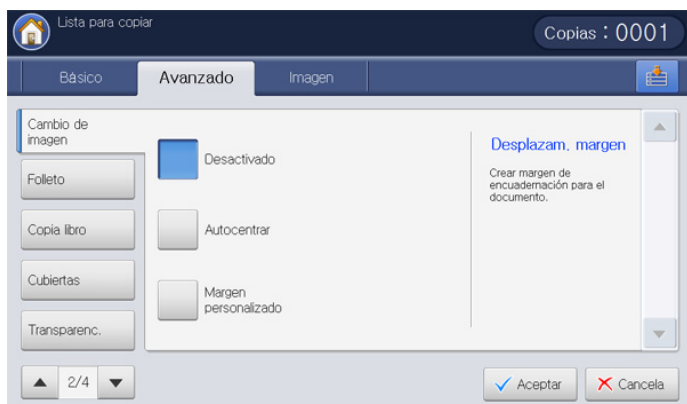 Lista para copiar
Copias : 0001
Básico
Avanzado
Imagen
Cambio de
imagen
Folleto
Copia libro
Cubiertas
Transparenc.
2/4
Desactivado
Autocentrar
Margen
personalizado
Desplazam. margen
Crear margen de
encuadernación para el
documento.
Aceptar
Cancela